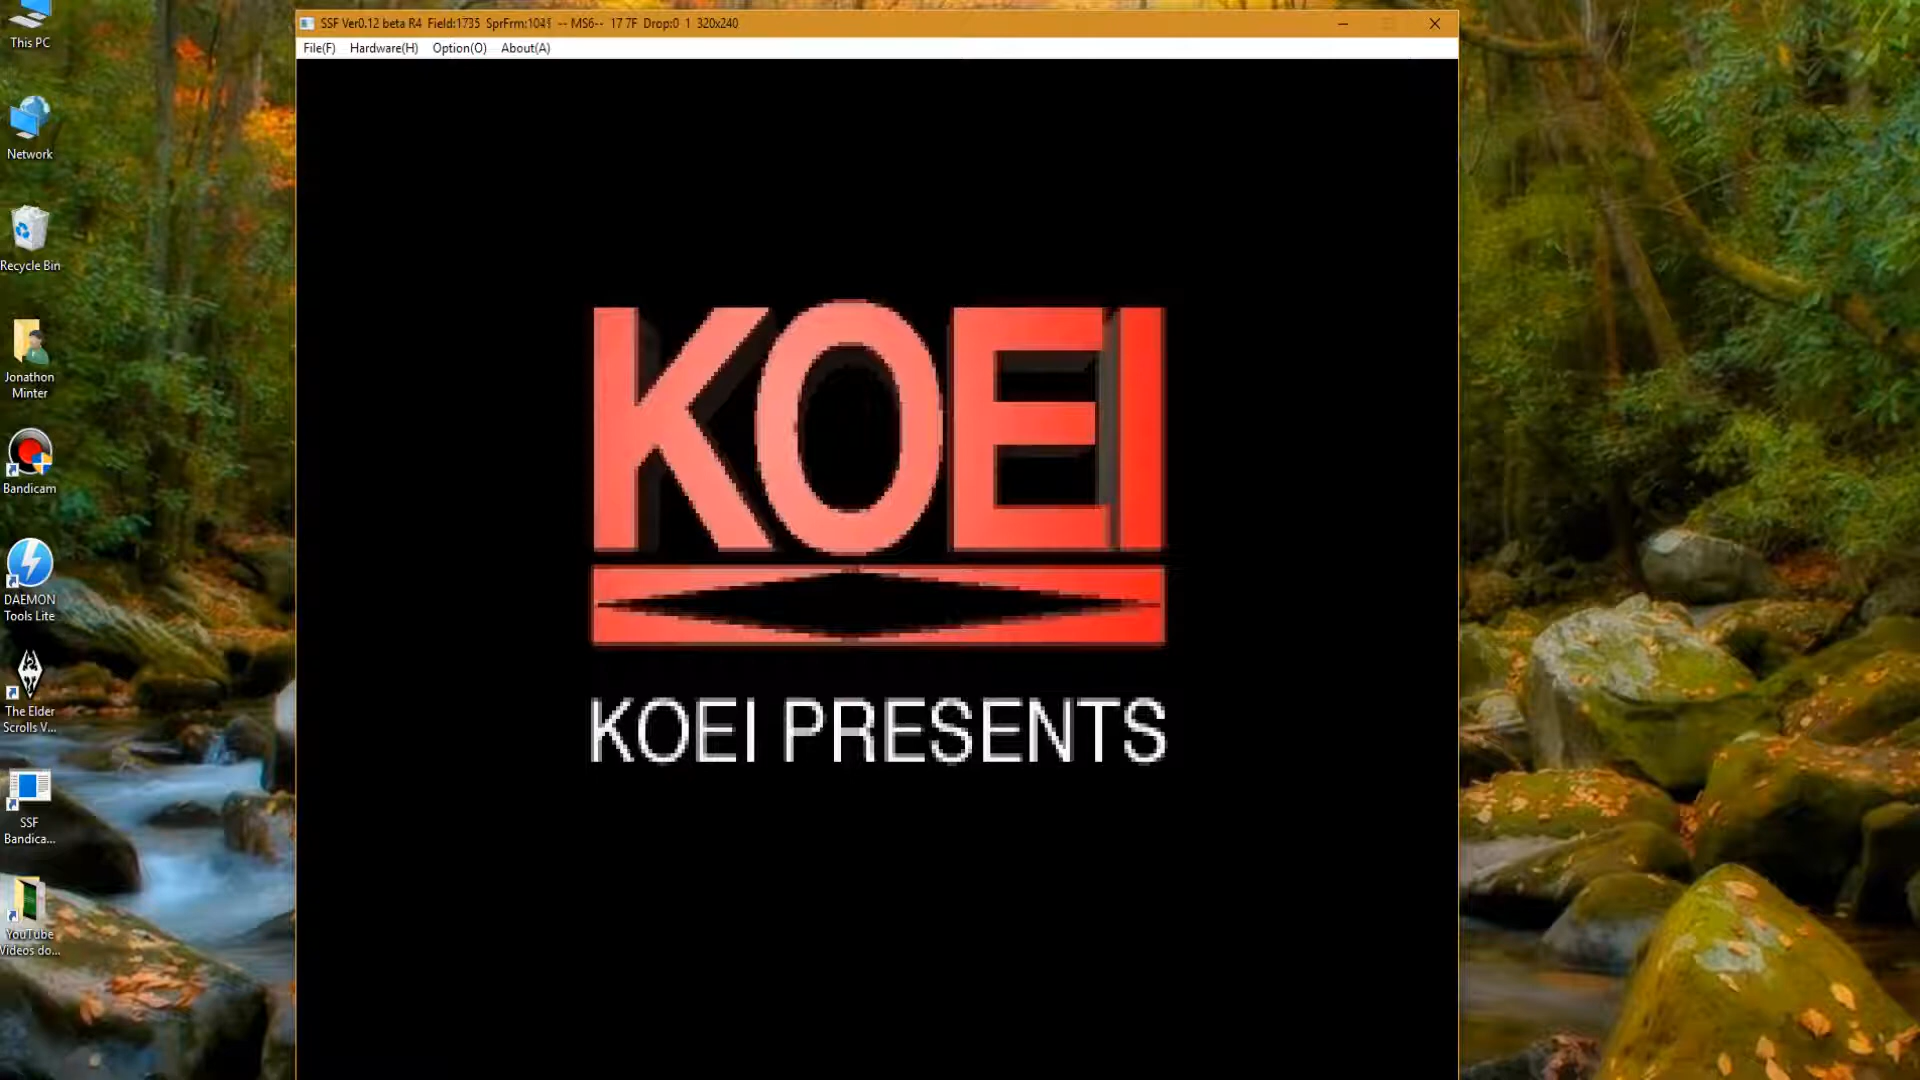 SSF Ver0.12 beta R4 Field:1735 SprFrm:1041 -- MS6-- 17 7F Drop:0 1 320x240
File(F) Hardware(H) Option(O) About(A)
This PC
Network
Recycle Bin
Jonathon
Minter
Bandicam
DAEMON
Tools Lite
The Elder
Scrolls V...
SSF
Bandica...
YouTube
Videos do...
KOEI
KOEI PRESENTS